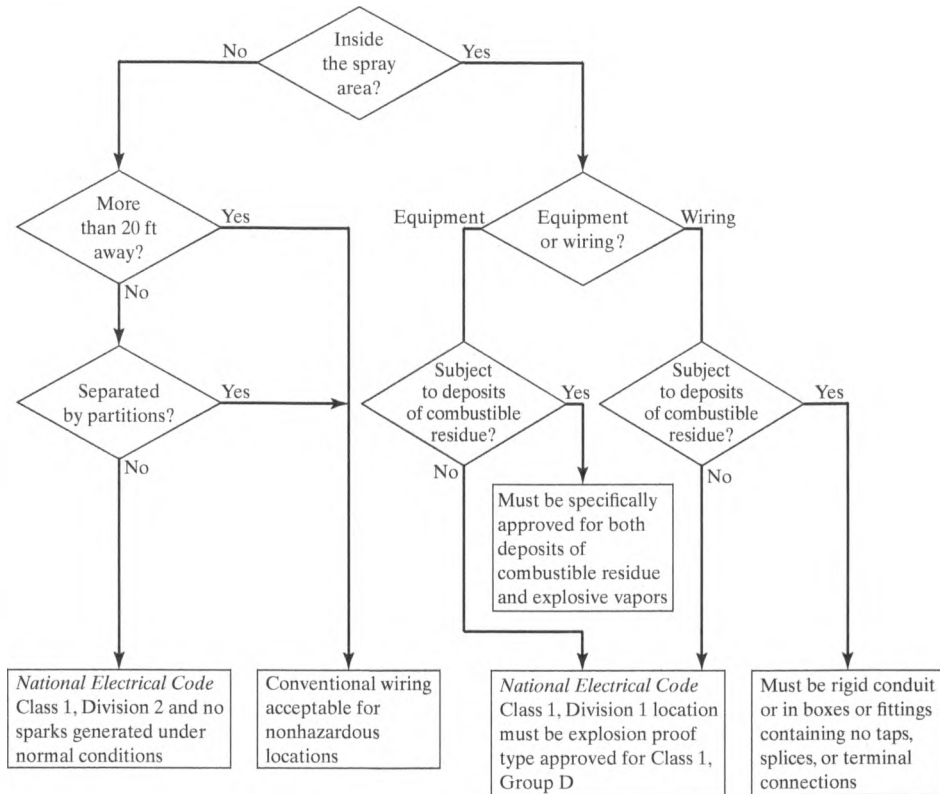 Inside
the spray
area?
No
Yes
More
than 20 ft
away?
Yes
No
Equipment
Equipment
or wiring?
Wiring
Separated
by partitions?
Yes
No
Subject
to deposits
of combustible
residue?
Yes
No
Subject
to deposits
of combustible
residue?
Yes
No
Must be specifically
approved for both
deposits of
combustible residue
and explosive vapors
National Electrical Code
Class 1, Division 2 and no
sparks generated under
normal conditions
Conventional wiring
acceptable for
nonhazardous
locations
National Electrical Code
Class 1, Division 1 location
must be explosion proof
type approved for Class 1,
Group D
Must be rigid conduit
or in boxes or fittings
containing no taps,
splices, or terminal
connections